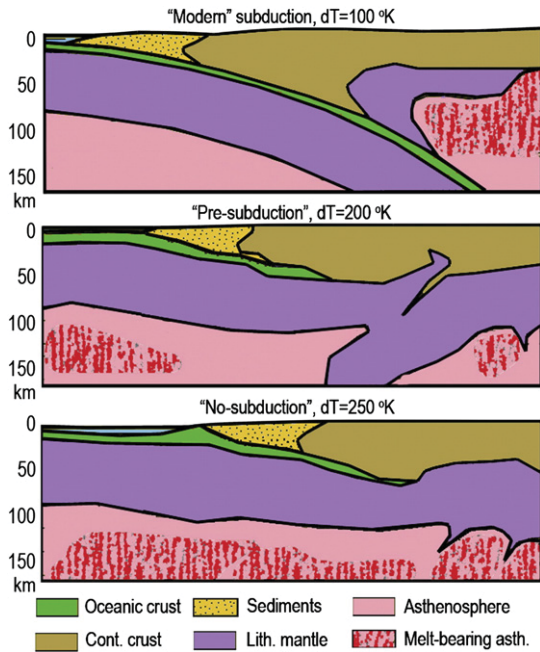 “Modern” subduction, dT=100 ºK
0
50
100
150
km
“Pre-subduction”, dT=200 ºK
0
50
100
150
km
“No-subduction”, dT=250 ºK
0
50
100
150
km
Oceanic crust
Sediments
Asthenosphere
Cont. crust
Lith. mantle
Melt-bearing asth.